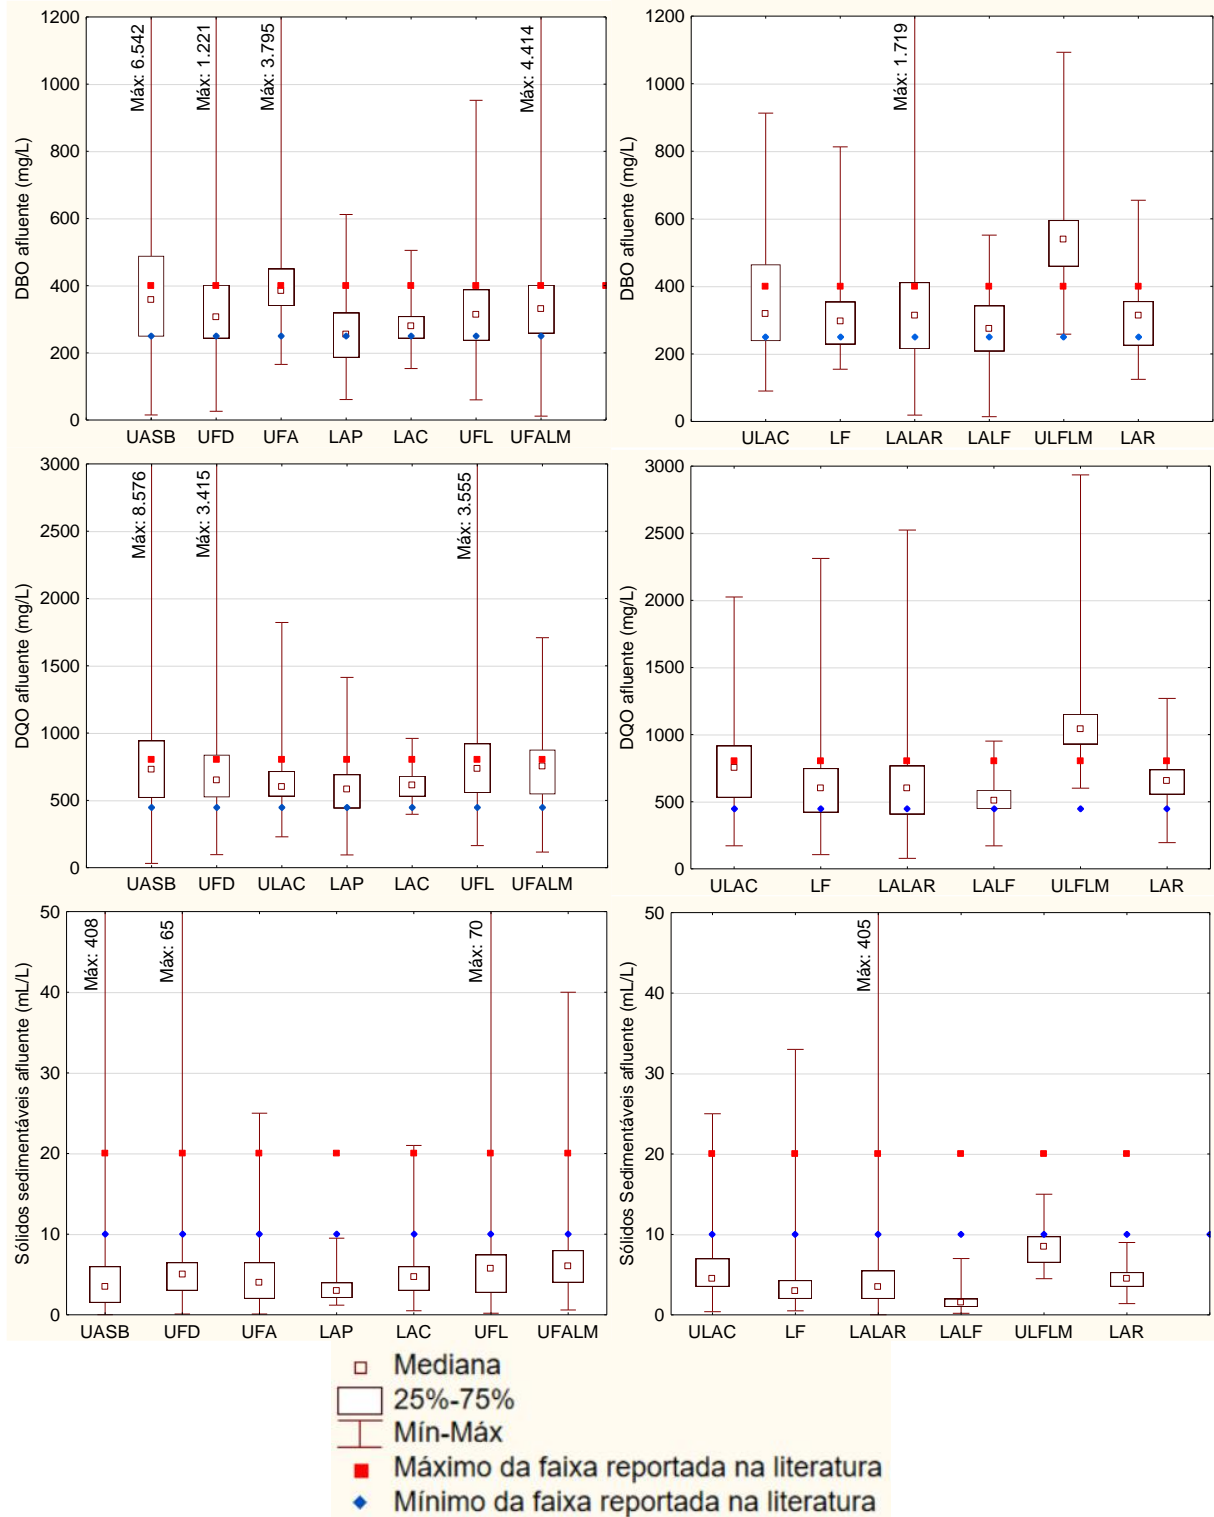 DBO afluente (mg/L)
1200
1000
800
600
400
200
0
Máx: 6.542
Máx: 1.221
Máx: 3.795
Máx: 4.414
UASB UFD UFA LAP LAC UFL UFALM
DBO afluente (mg/L)
1200
1000
800
600
400
200
0
Máx: 1.719
ULAC LF LALAR LALF ULFLM LAR
DQO afluente (mg/L)
3000
2500
2000
1500
1000
500
0
Máx: 8.576
Máx: 3.415
Máx: 3.555
UASB UFD ULAC LAP LAC UFL UFALM
DQO afluente (mg/L)
3000
2500
2000
1500
1000
500
0
ULAC LF LALAR LALF ULFLM LAR
Sólidos sedimentáveis afluente (mL/L)
50
40
30
20
10
0
Máx: 408
Máx: 65
Máx: 70
UASB UFD UFA LAP LAC UFL UFALM
Sólidos Sedimentáveis afluente (mL/L)
50
40
30
20
10
0
Máx: 405
ULAC LF LALAR LALF ULFLM LAR
Mediana
25%-75%
Mín-Máx
Máximo da faixa reportada na literatura
Mínimo da faixa reportada na literatura